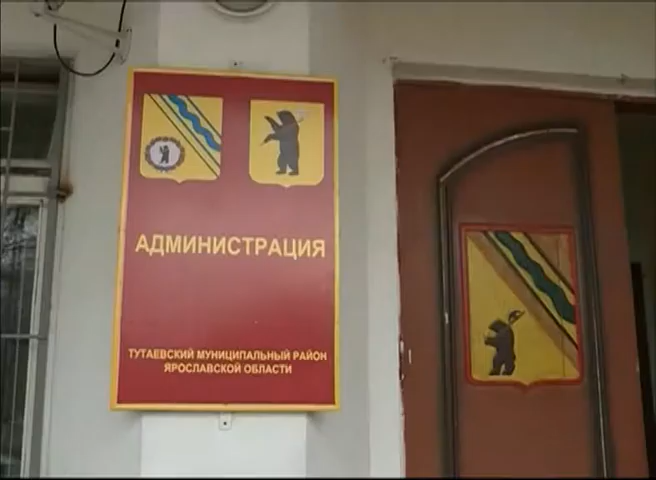 АДМИНИСТРАЦИЯ
ТУТАЕВСКИЙ МУНИЦИПАЛЬНЫЙ РАЙОН
ЯРОСЛАВСКОЙ ОБЛАСТИ